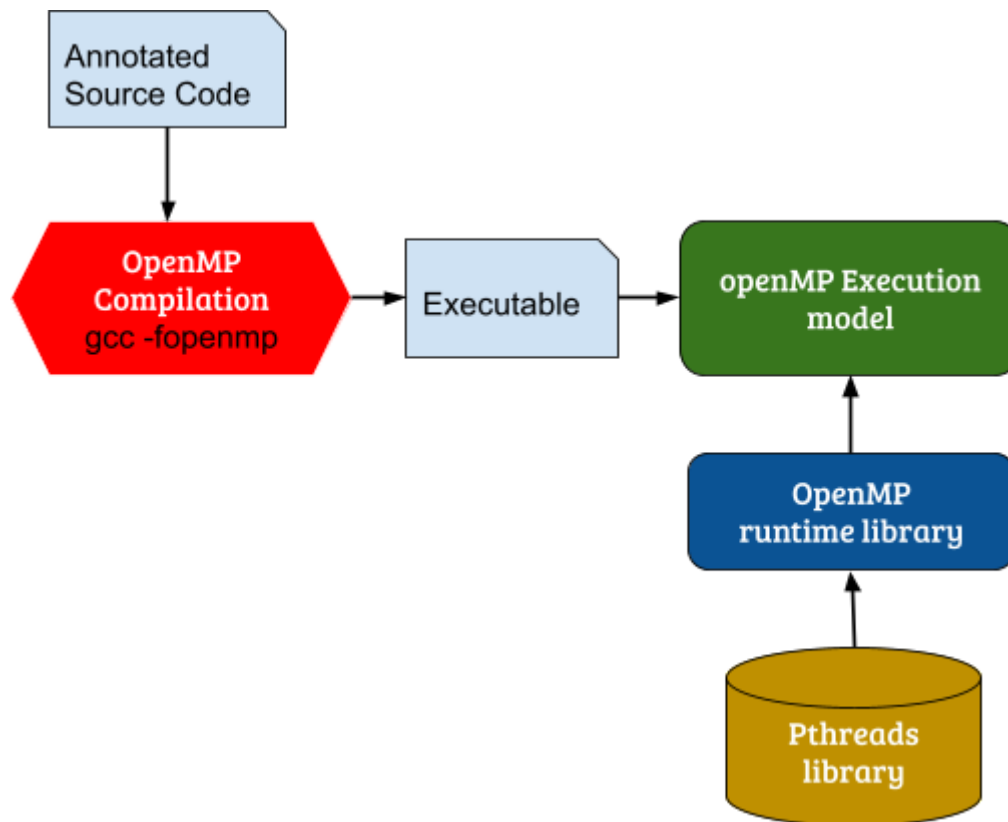 Annotated
Source Code
OpenMP
Compilation
gcc -fopenmp
Executable
openMP Execution
model
OpenMP
runtime library
Pthreads
library